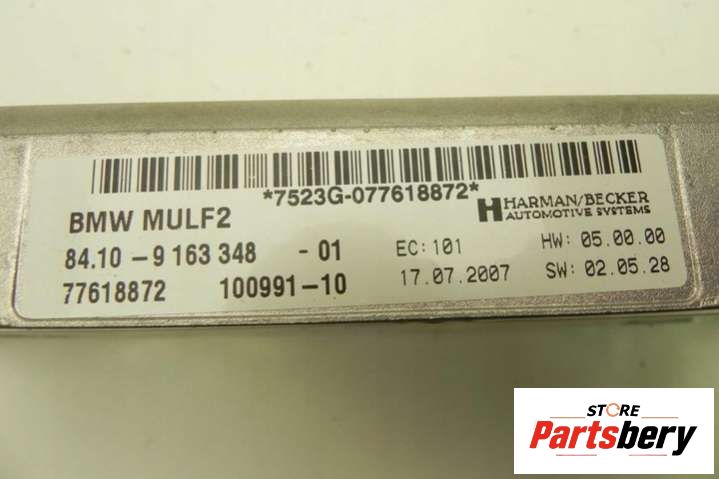 *7523G-077618872*
BMW MULF2
HARMAN/BECKER
AUTOMOTIVE SYSTEMS
84.10 - 9 163 348 - 01 EC: 101 HW: 05.00.00
77618872 100991-10 17.07.2007 SW: 02.05.28
STORE
Partsbery